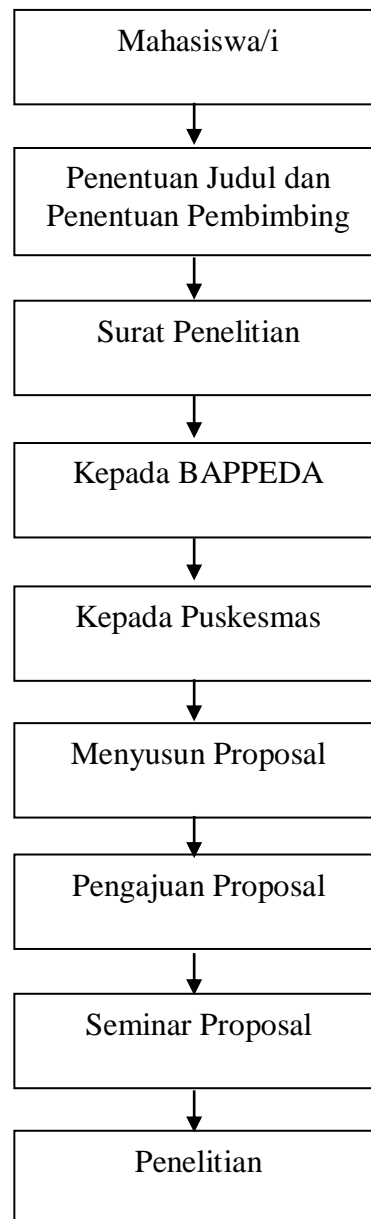 Mahasiswa/i
Penentuan Judul dan
Penentuan Pembimbing
Surat Penelitian
Kepada BAPPEDA
Kepada Puskesmas
Menyusun Proposal
Pengajuan Proposal
Seminar Proposal
Penelitian